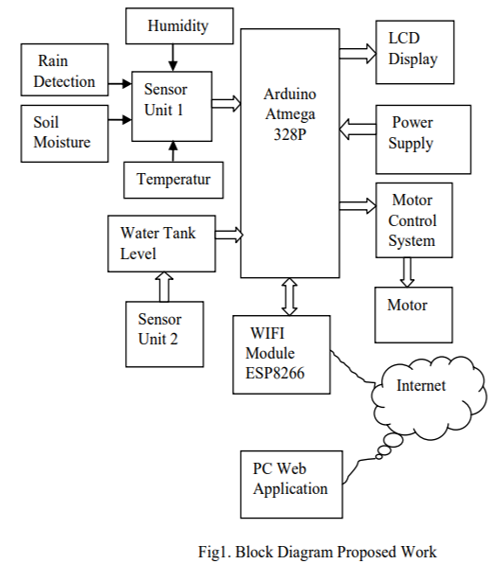 Humidity
Rain
Detection
Sensor
Unit 1
Soil
Moisture
Temperatur
Arduino
Atmega
328P
LCD
Display
Power
Supply
Motor
Control
System
Motor
Water Tank
Level
Sensor
Unit 2
WIFI
Module
ESP8266
Internet
PC Web
Application
Fig1. Block Diagram Proposed Work